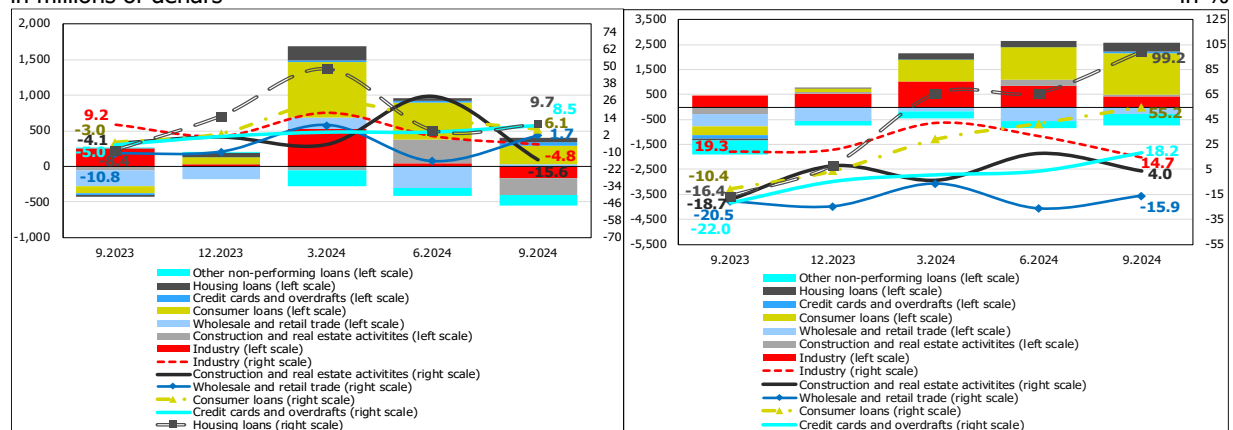 in millions of denars
in %
2,000
1,500
1,000
500
0
-500
-1,000
74
62
50
38
26
14
2
-10
-22
-34
-46
-58
-70
9.2
-3.0
-4.1
-5.0
-10.8
9.7
8.5
6.1
1.7
-4.8
-15.6
9.2023
12.2023
3.2024
6.2024
9.2024
Other non-performing loans (left scale)
Housing loans (left scale)
Credit cards and overdrafts (left scale)
Consumer loans (left scale)
Wholesale and retail trade (left scale)
Construction and real estate activitites (left scale)
Industry (left scale)
Industry (right scale)
Construction and real estate activitites (right scale)
Wholesale and retail trade (right scale)
Consumer loans (right scale)
Credit cards and overdrafts (right scale)
Housing loans (right scale)
3,500
2,500
1,500
500
-500
-1,500
-2,500
-3,500
-4,500
-5,500
125
105
85
65
45
25
5
-15
-35
-55
19.3
-10.4
-16.4
-18.7
-20.5
-22.0
99.2
55.2
18.2
14.7
4.0
-15.9
9.2023
12.2023
3.2024
6.2024
9.2024
Other non-performing loans (left scale)
Housing loans (left scale)
Credit cards and overdrafts (left scale)
Consumer loans (left scale)
Wholesale and retail trade (left scale)
Construction and real estate activitites (left scale)
Industry (left scale)
Industry (right scale)
Construction and real estate activitites (right scale)
Wholesale and retail trade (right scale)
Consumer loans (right scale)
Credit cards and overdrafts (right scale)